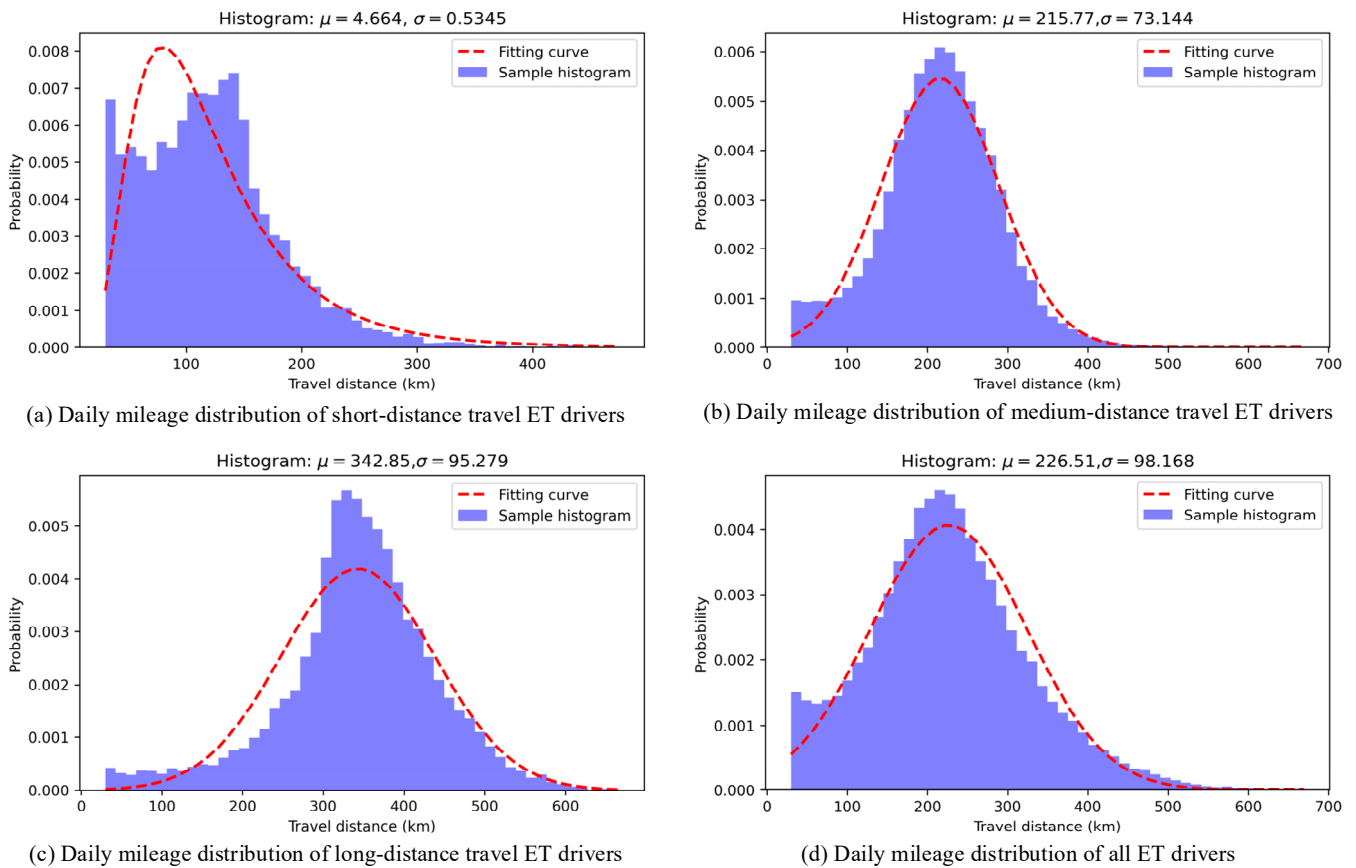 Histogram: μ = 4.664, σ = 0.5345
0.008
0.007
0.006
0.005
0.004
0.003
0.002
0.001
0.000
Probability
Fitting curve
Sample histogram
100
200
300
400
Travel distance (km)
(a) Daily mileage distribution of short-distance travel ET drivers
Histogram: μ = 215.77,σ = 73.144
0.006
0.005
0.004
0.003
0.002
0.001
0.000
Probability
Fitting curve
Sample histogram
0
100
200
300
400
500
600
700
Travel distance (km)
(b) Daily mileage distribution of medium-distance travel ET drivers
Histogram: μ = 342.85,σ = 95.279
0.005
0.004
0.003
0.002
0.001
0.000
Probability
Fitting curve
Sample histogram
0
100
200
300
400
500
600
Travel distance (km)
(c) Daily mileage distribution of long-distance travel ET drivers
Histogram: μ = 226.51,σ = 98.168
0.004
0.003
0.002
0.001
0.000
Probability
Fitting curve
Sample histogram
0
100
200
300
400
500
600
700
Travel distance (km)
(d) Daily mileage distribution of all ET drivers